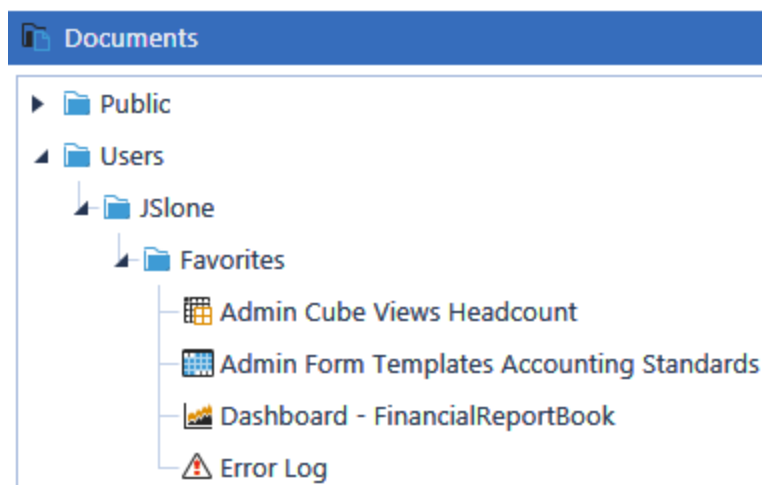 Documents
Public
Users
JSlone
Favorites
Admin Cube Views Headcount
Admin Form Templates Accounting Standards
Dashboard - FinancialReportBook
Error Log